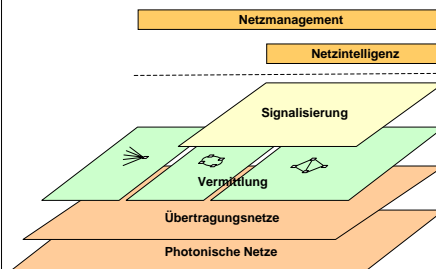 Netzmanagement
Netzintelligenz
Signalisierung
Vermittlung
Übertragungsnetze
Photonische Netze